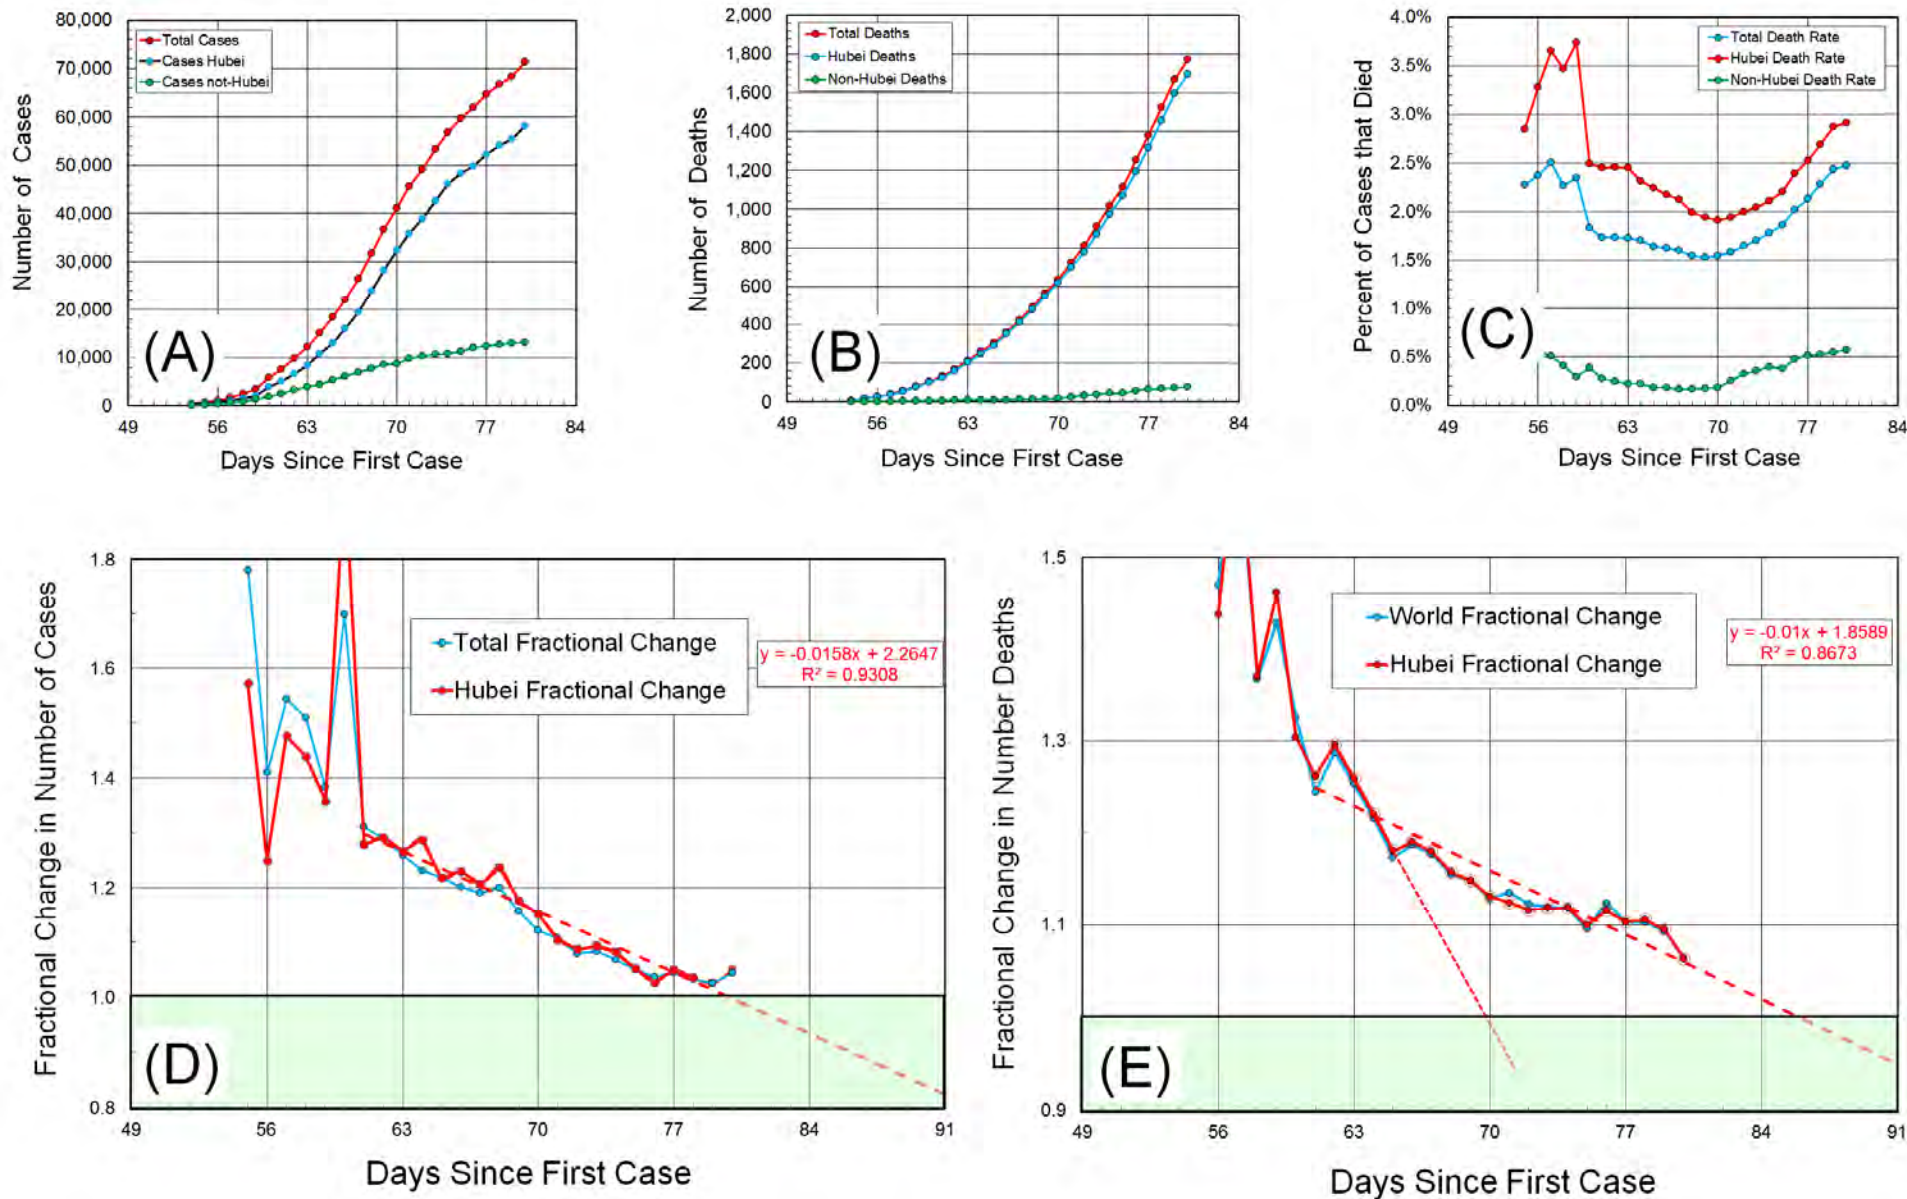 80,000
70,000
60,000
50,000
40,000
30,000
20,000
10,000
0
Number of Cases
Total Cases
Cases Hubei
Cases not-Hubei
(A)
49 56 63 70 77 84
Days Since First Case
2,000
1,800
1,600
1,400
1,200
1,000
800
600
400
200
0
Number of Deaths
Total Deaths
Hubei Deaths
Non-Hubei Deaths
(B)
49 56 63 70 77 84
Days Since First Case
4.0%
3.5%
3.0%
2.5%
2.0%
1.5%
1.0%
0.5%
0.0%
Percent of Cases that Died
Total Death Rate
Hubei Death Rate
Non-Hubei Death Rate
(C)
49 56 63 70 77 84
Days Since First Case
1.8
1.6
1.4
1.2
1.0
0.8
Fractional Change in Number of Cases
Total Fractional Change
Hubei Fractional Change
y = -0.0158x + 2.2647
R² = 0.9308
(D)
49 56 63 70 77 84 91
Days Since First Case
1.5
1.3
1.1
0.9
Fractional Change in Number Deaths
World Fractional Change
Hubei Fractional Change
y = -0.01x + 1.8589
R² = 0.8673
(E)
49 56 63 70 77 84 91
Days Since First Case